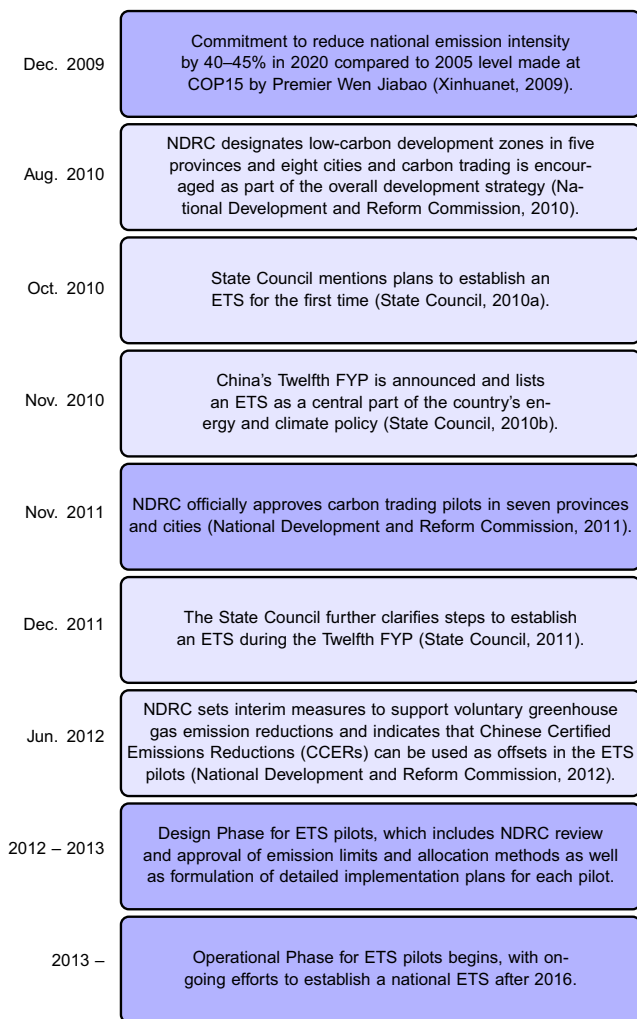 Dec. 2009
Commitment to reduce national emission intensity
by 40–45% in 2020 compared to 2005 level made at
COP15 by Premier Wen Jiabao (Xinhuanet, 2009).
Aug. 2010
NDRC designates low-carbon development zones in five
provinces and eight cities and carbon trading is encour-
aged as part of the overall development strategy (Na-
tional Development and Reform Commission, 2010).
Oct. 2010
State Council mentions plans to establish an
ETS for the first time (State Council, 2010a).
Nov. 2010
China's Twelfth FYP is announced and lists
an ETS as a central part of the country's en-
ergy and climate policy (State Council, 2010b).
Nov. 2011
NDRC officially approves carbon trading pilots in seven provinces
and cities (National Development and Reform Commission, 2011).
Dec. 2011
The State Council further clarifies steps to establish
an ETS during the Twelfth FYP (State Council, 2011).
Jun. 2012
NDRC sets interim measures to support voluntary greenhouse
gas emission reductions and indicates that Chinese Certified
Emissions Reductions (CCERs) can be used as offsets in the ETS
pilots (National Development and Reform Commission, 2012).
2012 – 2013
Design Phase for ETS pilots, which includes NDRC review
and approval of emission limits and allocation methods as well
as formulation of detailed implementation plans for each pilot.
2013 –
Operational Phase for ETS pilots begins, with on-
going efforts to establish a national ETS after 2016.